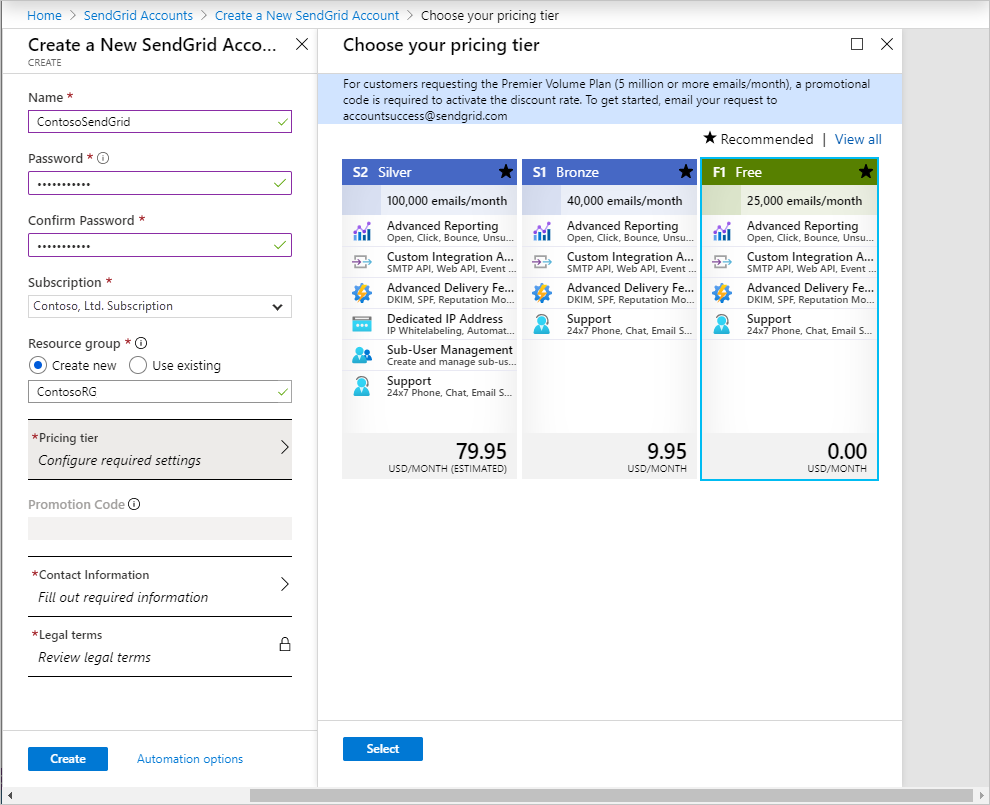 Home > SendGrid Accounts > Create a New SendGrid Account > Choose your pricing tier
Create a New SendGrid Acco...
CREATE
Name *
ContosoSendGrid
Password *
•••••••••••
Confirm Password *
•••••••••••
Subscription *
Contoso, Ltd. Subscription
Resource group *
Create new
Use existing
ContosoRG
*Pricing tier
Configure required settings
Promotion Code
*Contact Information
Fill out required information
*Legal terms
Review legal terms
Create
Automation options
Choose your pricing tier
For customers requesting the Premier Volume Plan (5 million or more emails/month), a promotional
code is required to activate the discount rate. To get started, email your request to
accountsuccess@sendgrid.com
★ Recommended | View all
S2 Silver ★
100,000 emails/month
Advanced Reporting
Open, Click, Bounce, Unsu...
Custom Integration A...
SMTP API, Web API, Event ...
Advanced Delivery Fe...
DKIM, SPF, Reputation Mo...
Dedicated IP Address
IP Whitelabeling, Automat...
Sub-User Management
Create and manage sub-us...
Support
24x7 Phone, Chat, Email S...
79.95
USD/MONTH (ESTIMATED)
S1 Bronze ★
40,000 emails/month
Advanced Reporting
Open, Click, Bounce, Unsu...
Custom Integration A...
SMTP API, Web API, Event ...
Advanced Delivery Fe...
DKIM, SPF, Reputation Mo...
Support
24x7 Phone, Chat, Email S...
9.95
USD/MONTH
F1 Free ★
25,000 emails/month
Advanced Reporting
Open, Click, Bounce, Unsu...
Custom Integration A...
SMTP API, Web API, Event ...
Advanced Delivery Fe...
DKIM, SPF, Reputation Mo...
Support
24x7 Phone, Chat, Email S...
0.00
USD/MONTH
Select